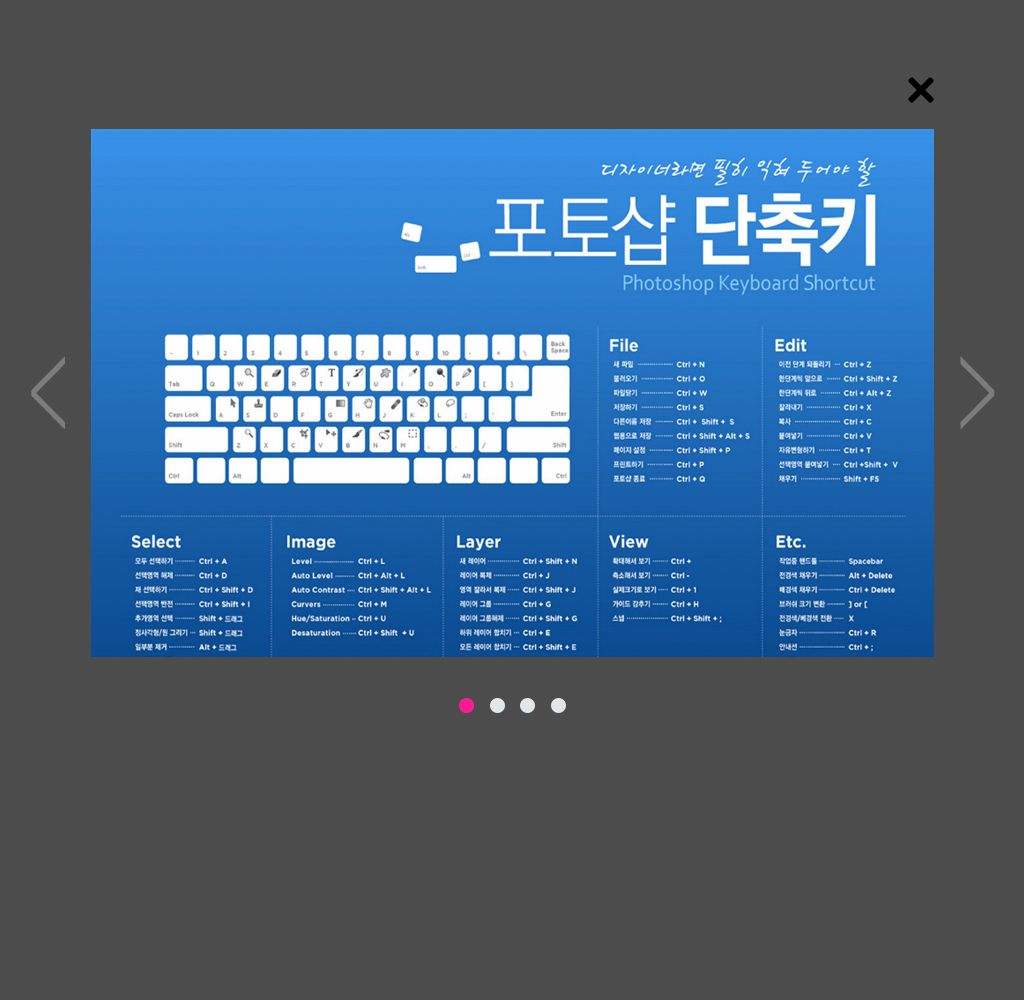 디자이너라면 필히 익혀 두어야 할
포토샵 단축키
Photoshop Keyboard Shortcut
- 1 2 3 4 5 6 7 8 9 10 - = \ Back Space
Tab Q W E R T Y U I O P [ ]
Caps Lock A S D F G H J K L ; ' Enter
Shift Z X C V B N M . . / Shift
Ctrl Alt Alt Ctrl
File
새 파일 Ctrl + N
불러오기 Ctrl + O
파일닫기 Ctrl + W
저장하기 Ctrl + S
다른이름 저장 Ctrl + Shift + S
웹용으로 저장 Ctrl + Shift + Alt + S
페이지 설정 Ctrl + Shift + P
프린트하기 Ctrl + P
포토샵 종료 Ctrl + Q
Edit
이전 단계 되돌리기 Ctrl + Z
한단계씩 앞으로 Ctrl + Shift + Z
한단계씩 뒤로 Ctrl + Alt + Z
잘라내기 Ctrl + X
복사 Ctrl + C
붙여넣기 Ctrl + V
자유변형하기 Ctrl + T
선택영역 붙여넣기 Ctrl +Shift + V
채우기 Shift + F5
Select
모두 선택하기 Ctrl + A
선택영역 해제 Ctrl + D
재 선택하기 Ctrl + Shift + D
선택영역 반전 Ctrl + Shift + I
추가영역 선택 Shift + 드래그
정사각형/원 그리기 Shift + 드래그
일부분 제거 Alt + 드래그
Image
Level Ctrl + L
Auto Level Ctrl + Alt + L
Auto Contrast Ctrl + Shift + Alt + L
Curvers Ctrl + M
Hue/Saturation Ctrl + U
Desaturation Ctrl + Shift + U
Layer
새 레이어 Ctrl + Shift + N
레이어 복제 Ctrl + J
영역 잘라서 복제 Ctrl + Shift + J
레이어 그룹 Ctrl + G
레이어 그룹해제 Ctrl + Shift + G
하위 레이어 합치기 Ctrl + E
모든 레이어 합치기 Ctrl + Shift + E
View
확대해서 보기 Ctrl +
축소해서 보기 Ctrl -
실제크기로 보기 Ctrl + 1
가이드 감추기 Ctrl + H
스냅 Ctrl + Shift + ;
Etc.
작업중 핸드툴 Spacebar
전경색 채우기 Alt + Delete
배경색 채우기 Ctrl + Delete
브러쉬 크기 변환 ] or [
전경색/배경색 전환 X
눈금자 Ctrl + R
안내선 Ctrl + ;